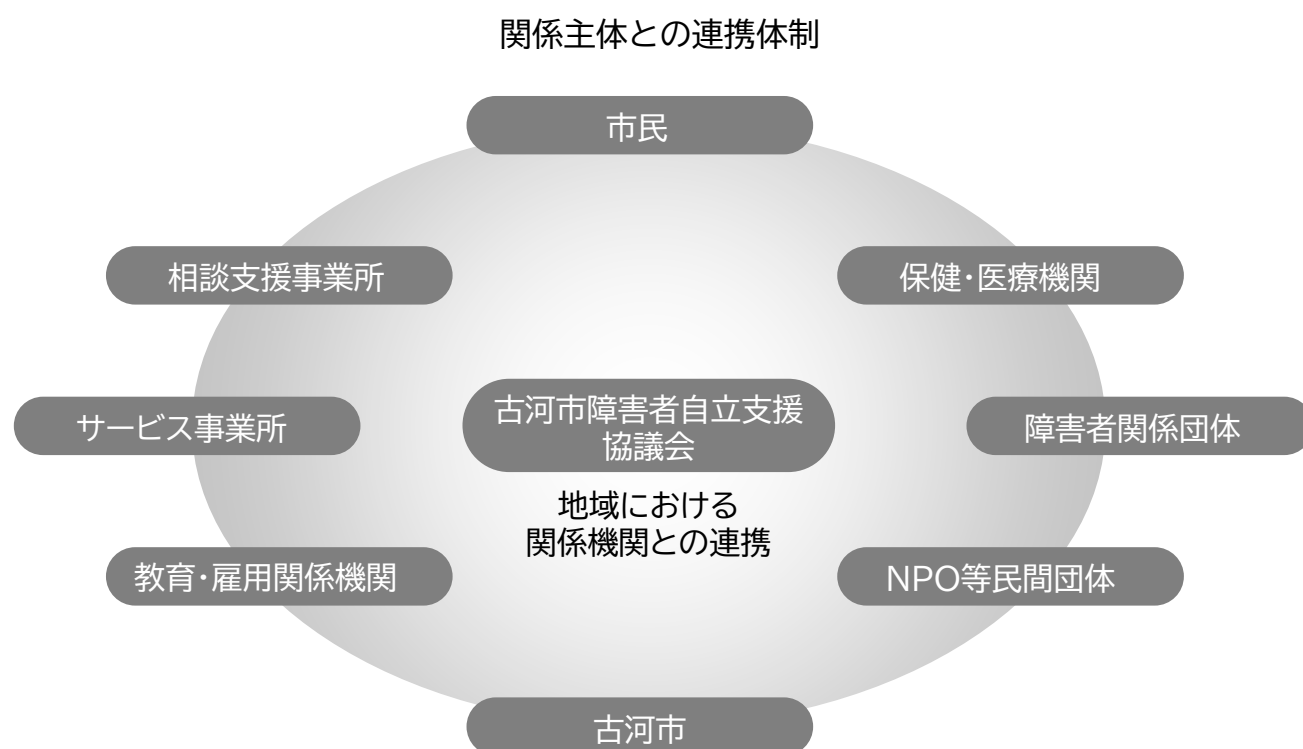 関係主体との連携体制
市民
相談支援事業所
保健･医療機関
古河市障害者自立支援
協議会
サービス事業所
障害者関係団体
地域における
関係機関との連携
教育･雇用関係機関
NPO等民間団体
古河市